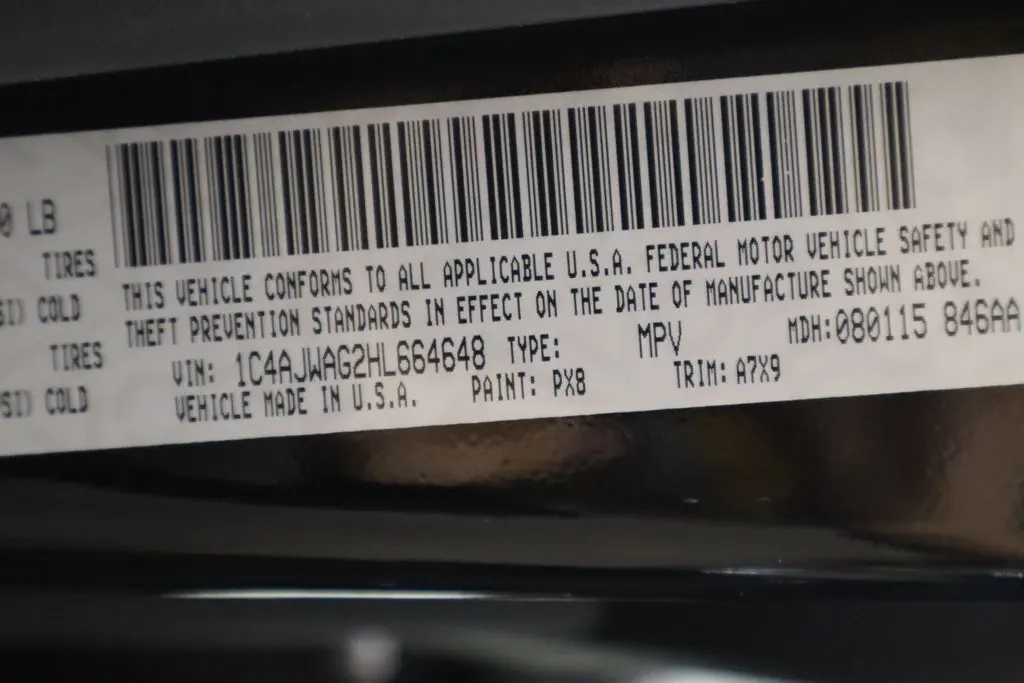 0 LB
TIRES
SI) COLD
TIRES
SI) COLD
THIS VEHICLE CONFORMS TO ALL APPLICABLE U.S.A. FEDERAL MOTOR VEHICLE SAFETY AND
THEFT PREVENTION STANDARDS IN EFFECT ON THE DATE OF MANUFACTURE SHOWN ABOVE.
VIN: 1C4AJWAG2HL664648 TYPE: MPV MDH:080115 846AA
VEHICLE MADE IN U.S.A. PAINT: PX8 TRIM: A7X9